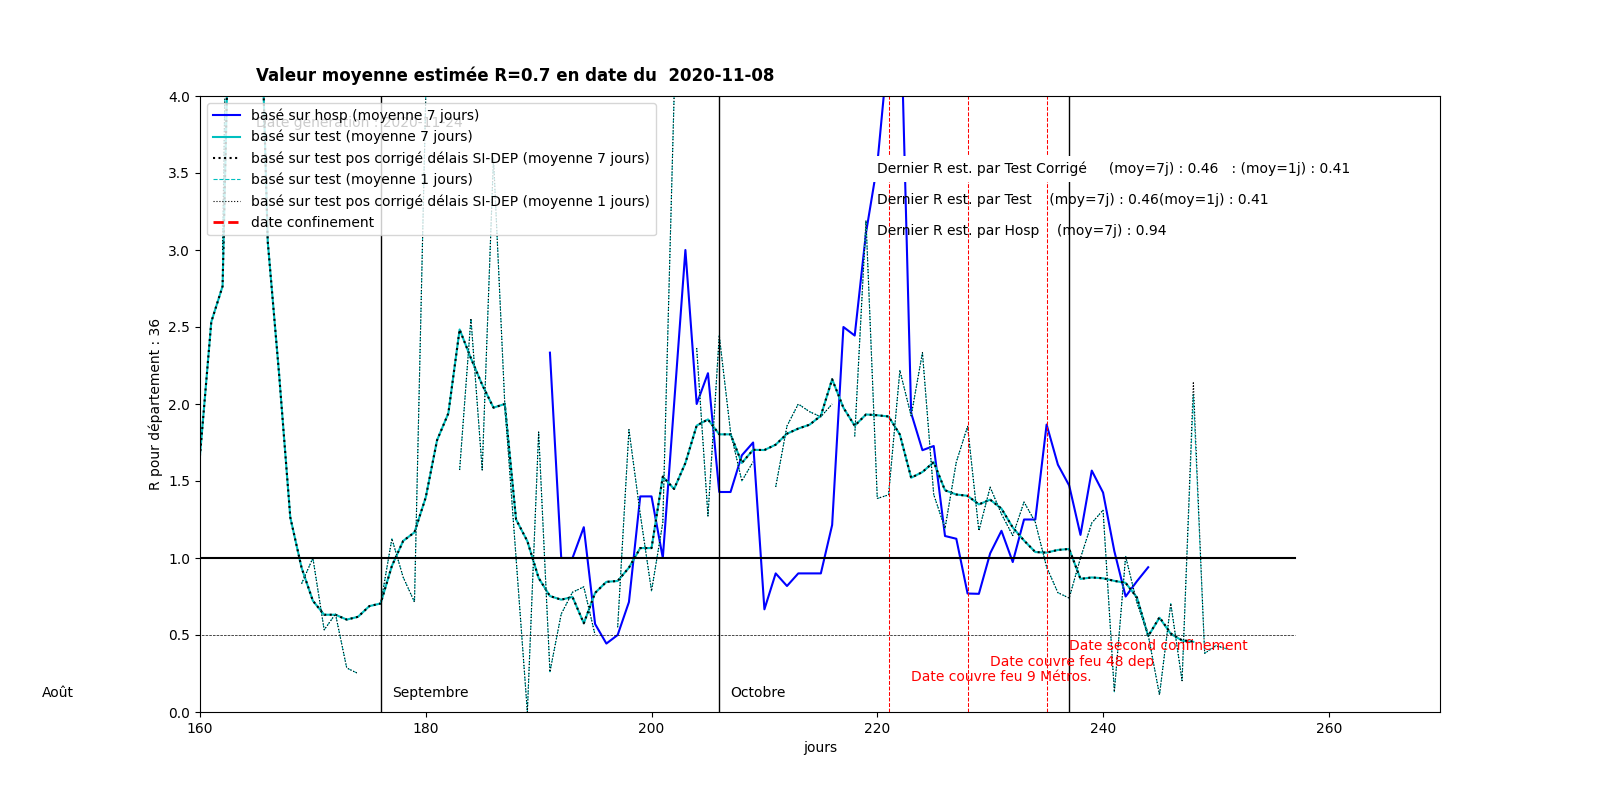 Valeur moyenne estimée R=0.7 en date du  2020-11-08
Date génération : 2020-11-24
basé sur hosp (moyenne 7 jours)
basé sur test (moyenne 7 jours)
basé sur test pos corrigé délais SI-DEP (moyenne 7 jours)
basé sur test (moyenne 1 jours)
basé sur test pos corrigé délais SI-DEP (moyenne 1 jours)
date confinement
Dernier R est. par Test Corrigé     (moy=7j) : 0.46   : (moy=1j) : 0.41
Dernier R est. par Test    (moy=7j) : 0.46(moy=1j) : 0.41
Dernier R est. par Hosp    (moy=7j) : 0.94
R pour département : 36
4.0
3.5
3.0
2.5
2.0
1.5
1.0
0.5
0.0
Date second confinement
Date couvre feu 48 dep
Date couvre feu 9 Métros.
Août
Septembre
Octobre
160
180
200
220
240
260
jours